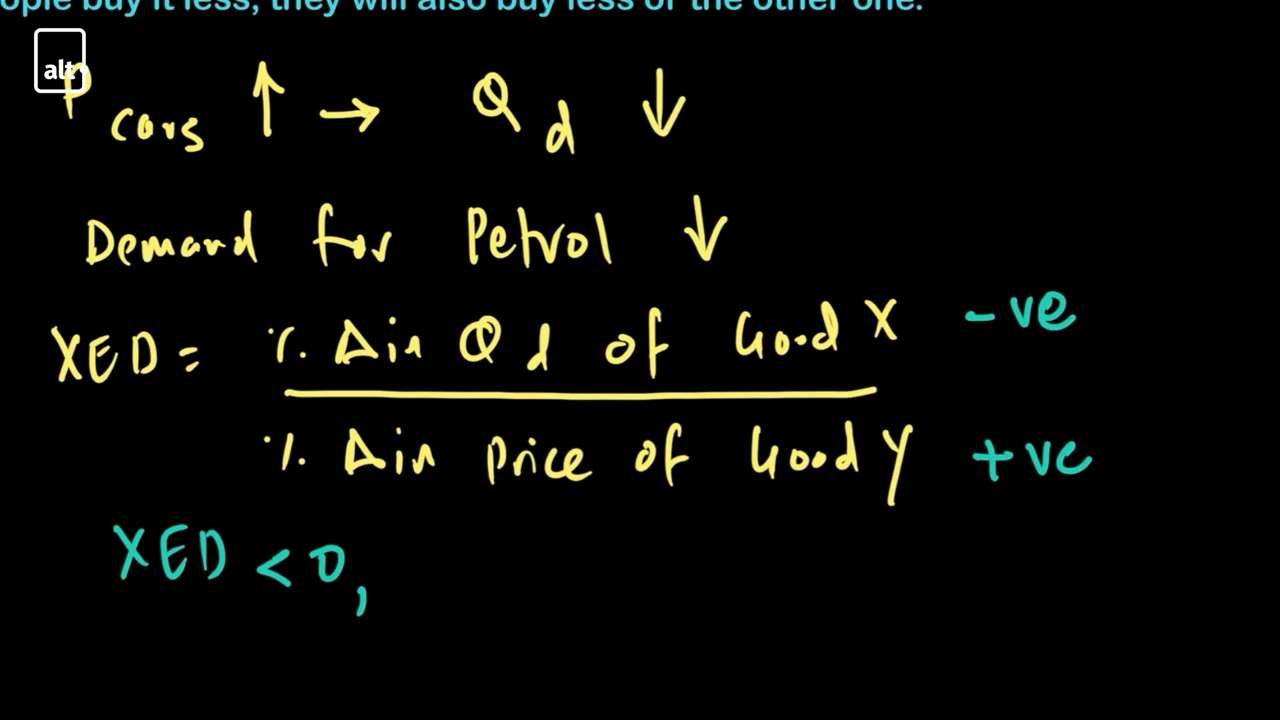 ople buy it less, they will also buy less of the other one.
alt
P cars ↑ → Qd ↓
Demand for Petrol ↓
XED = % Δ in Qd of Good X -ve
% Δ in price of Good Y +ve
XED < 0,